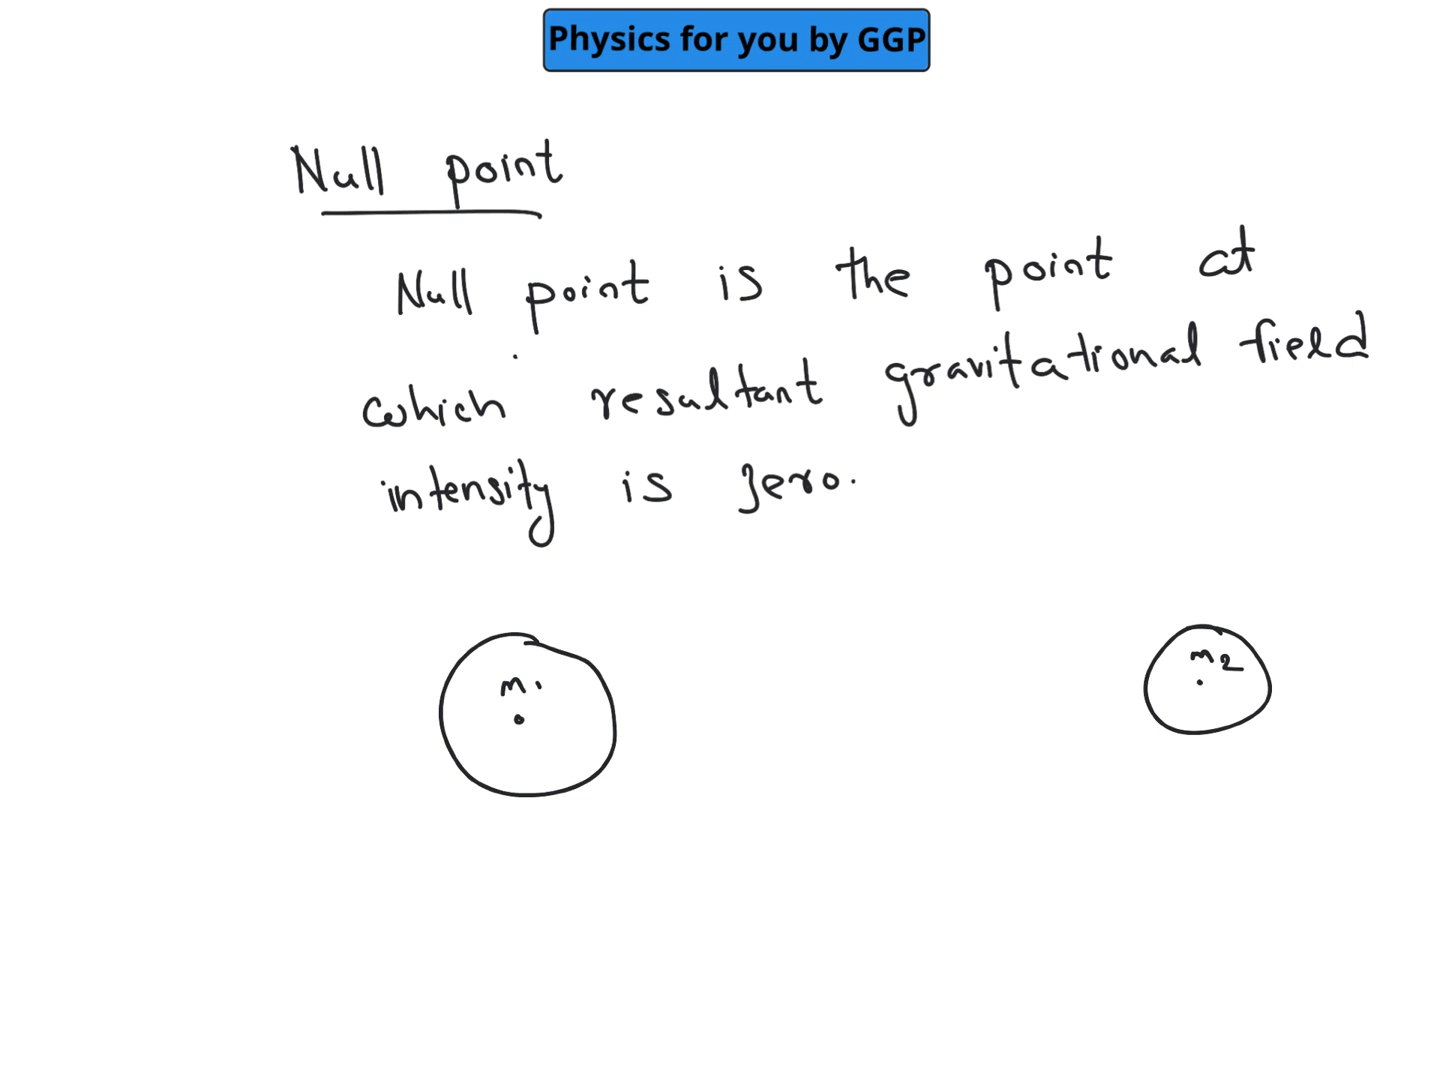 Physics for you by GGP
Null point
Null point is the point at
which resultant gravitational field
intensity is zero.
m1
m2